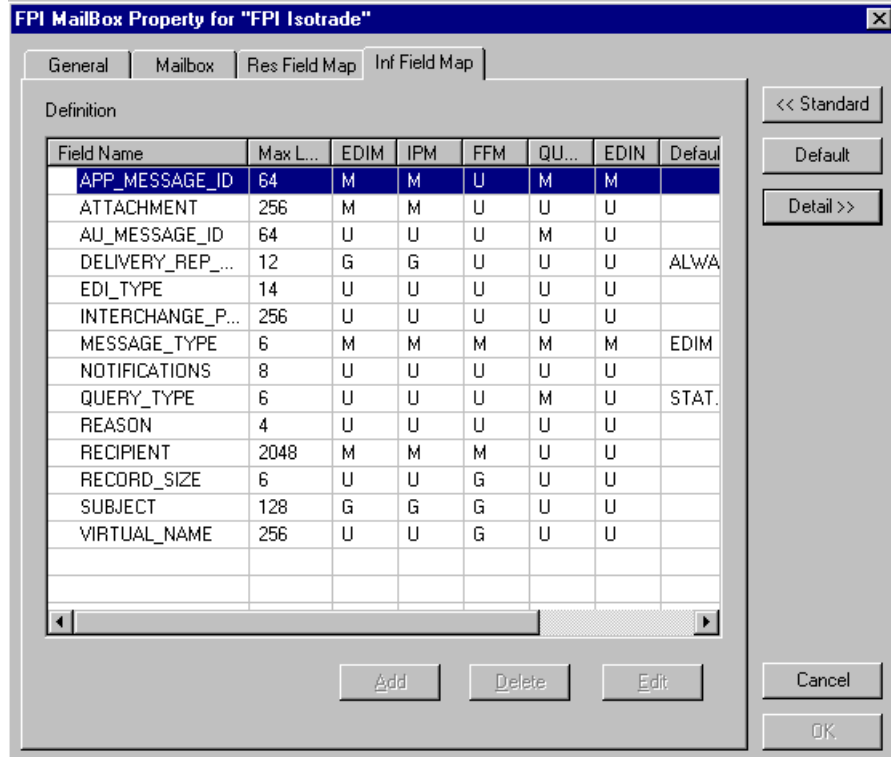 FPI MailBox Property for "FPI Isotrade"
General Mailbox Res Field Map Inf Field Map
Definition
Field Name Max L... EDIM IPM FFM QU... EDIN Defaul
APP_MESSAGE_ID 64 M M U M M
ATTACHMENT 256 M M U U U
AU_MESSAGE_ID 64 U U U M U
DELIVERY_REP_... 12 G G U U U ALWA
EDI_TYPE 14 U U U U U
INTERCHANGE_P... 256 U U U U U
MESSAGE_TYPE 6 M M M M M EDIM
NOTIFICATIONS 8 U U U U U
QUERY_TYPE 6 U U U M U STAT.
REASON 4 U U U U U
RECIPIENT 2048 M M M U U
RECORD_SIZE 6 U U G U U
SUBJECT 128 G G G U U
VIRTUAL_NAME 256 U U G U U
Add Delete Edit
<< Standard
Default
Detail >>
Cancel
OK